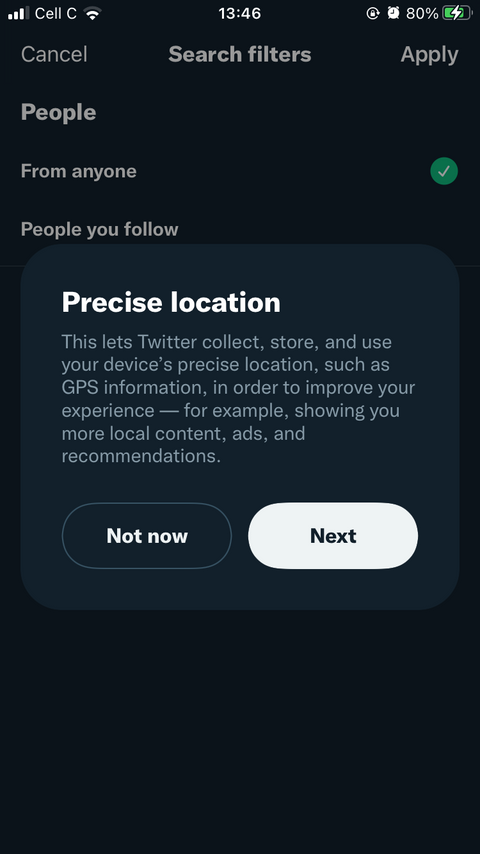 Cell C 13:46 80%
Cancel Search filters Apply
People
From anyone
People you follow
Precise location
This lets Twitter collect, store, and use
your device’s precise location, such as
GPS information, in order to improve your
experience — for example, showing you
more local content, ads, and
recommendations.
Not now Next